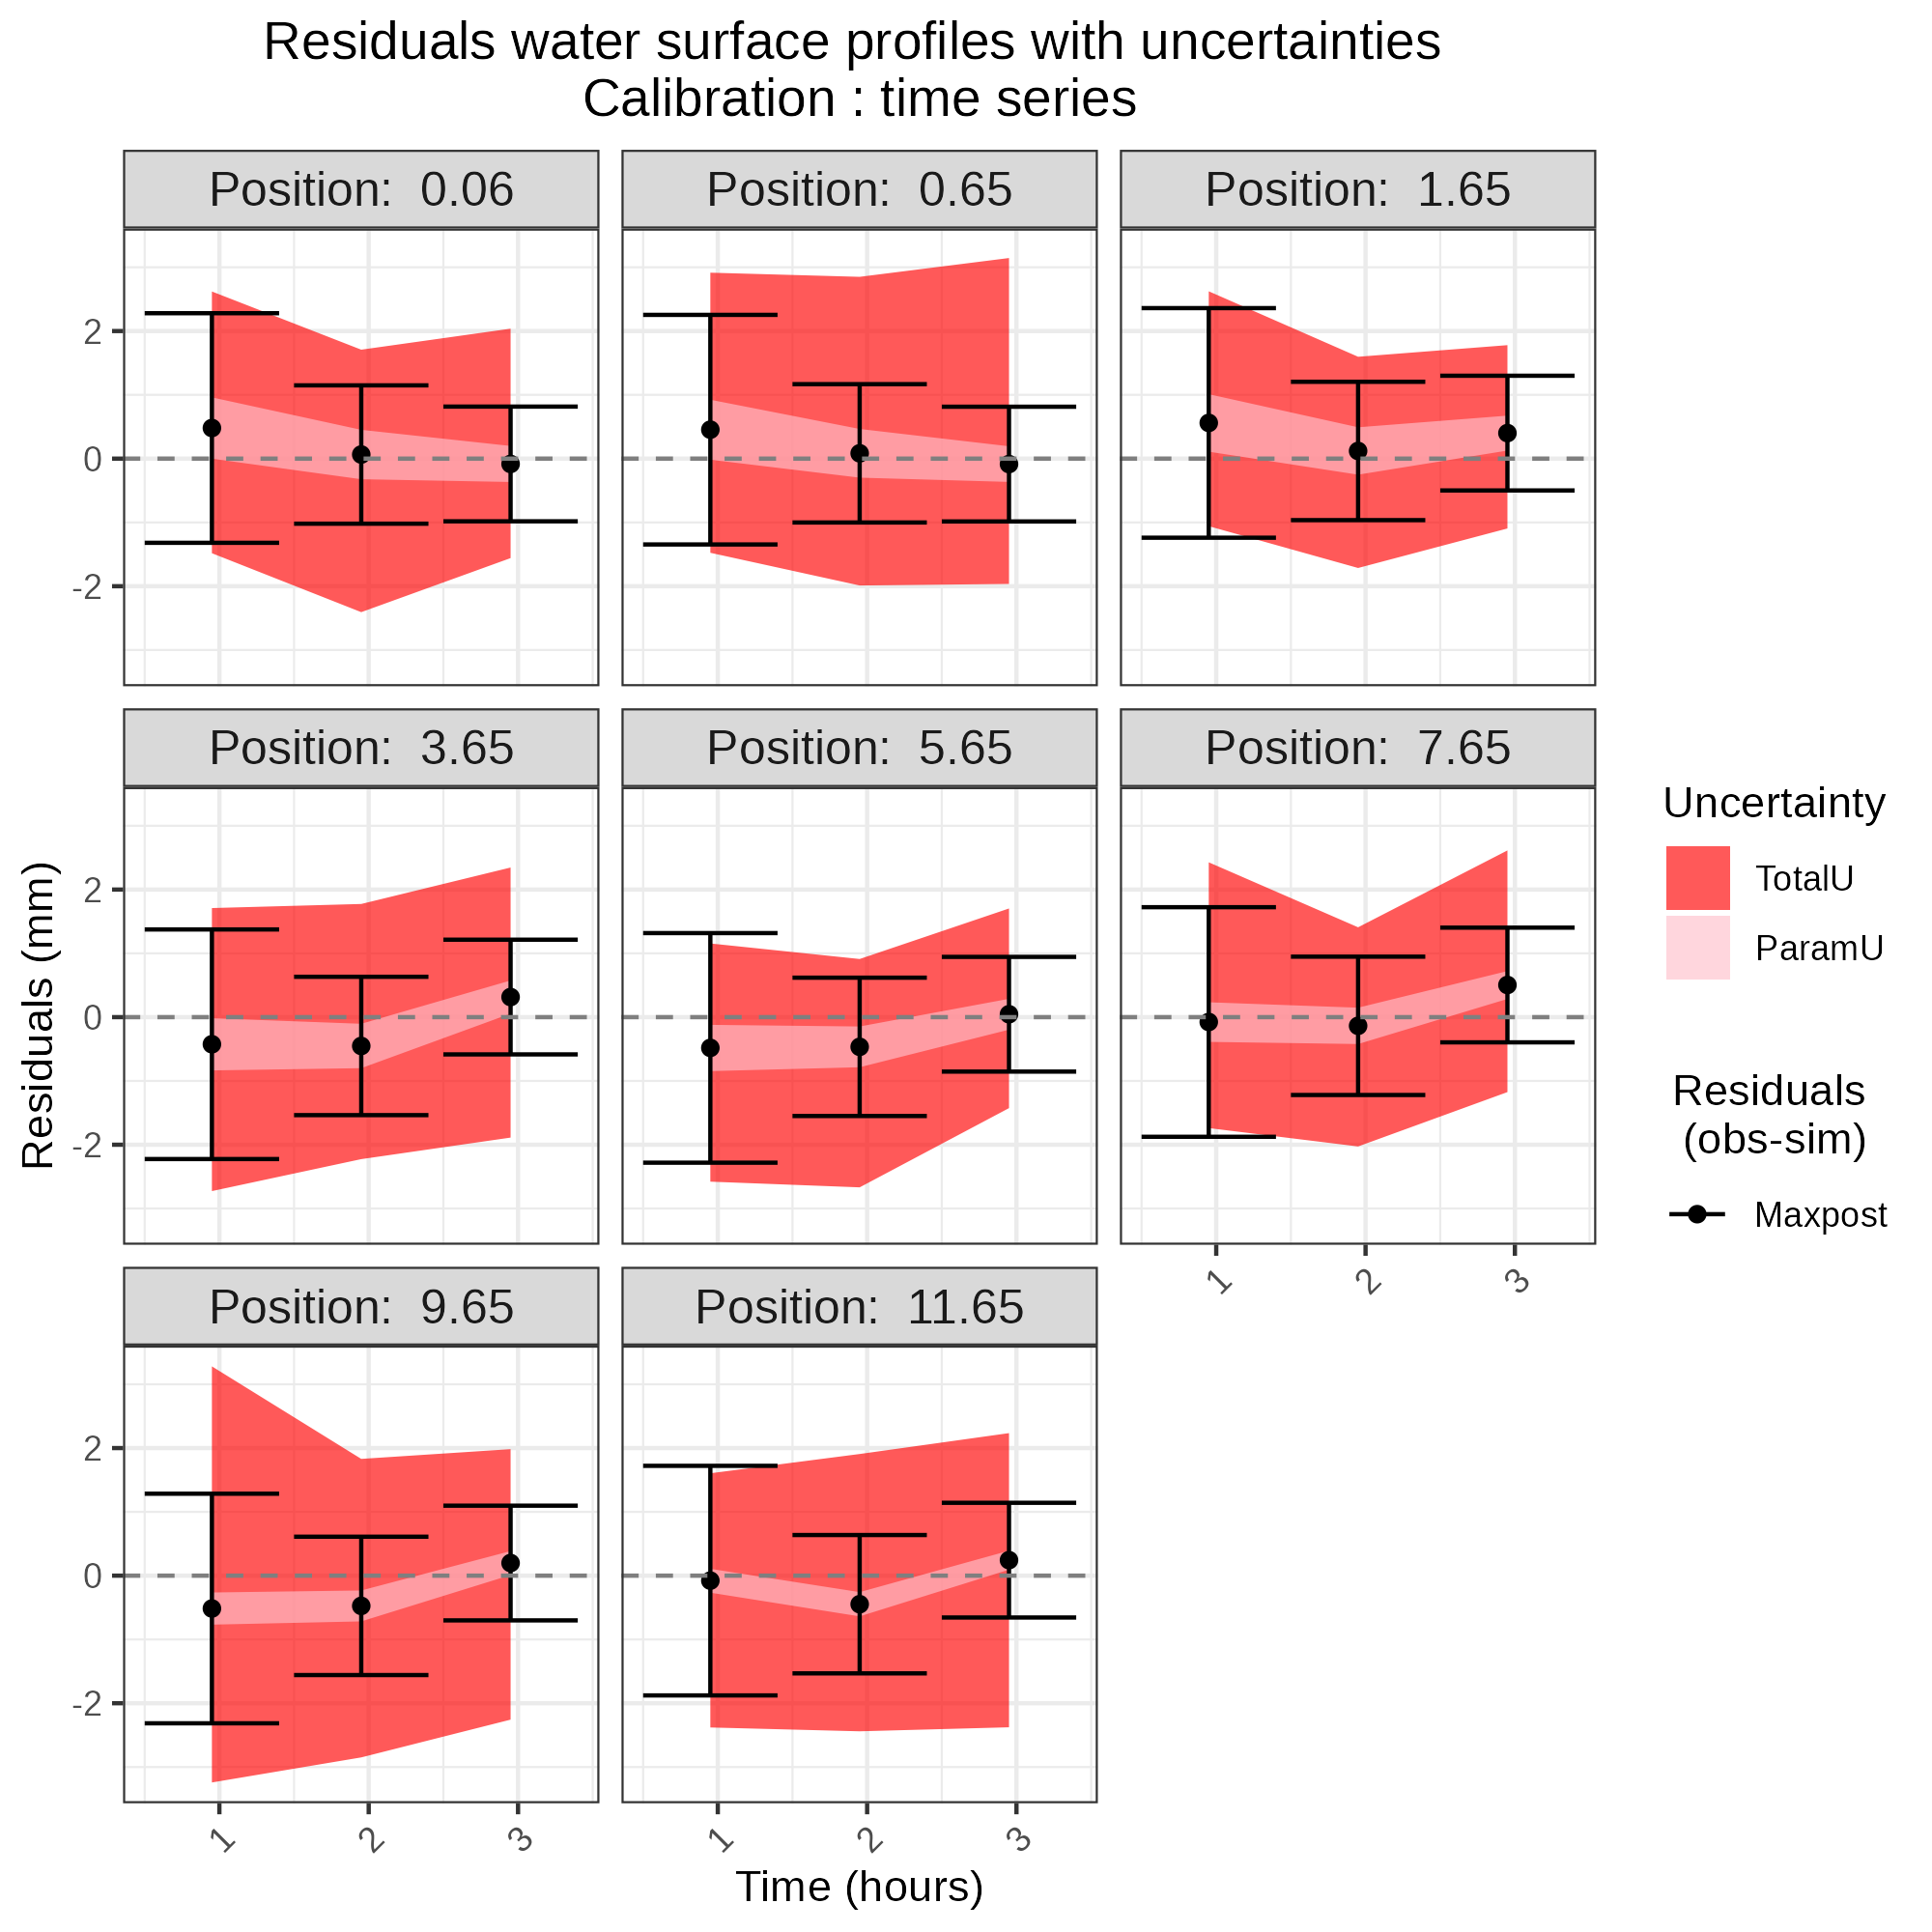 Residuals water surface profiles with uncertainties
Calibration : time series
Position: 0.06
Position: 0.65
Position: 1.65
2
0
-2
Position: 3.65
Position: 5.65
Position: 7.65
2
0
-2
1
2
3
Position: 9.65
Position: 11.65
2
0
-2
1
2
3
1
2
3
Time (hours)
Residuals (mm)
Uncertainty
TotalU
ParamU
Residuals
(obs-sim)
Maxpost